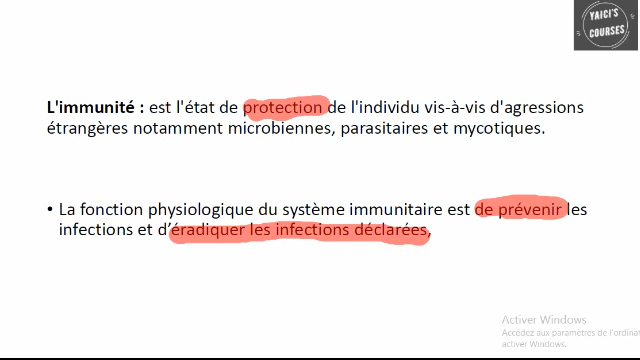 YAICI'S
COURSES
L'immunité : est l'état de protection de l'individu vis-à-vis d'agressions
étrangères notamment microbiennes, parasitaires et mycotiques.
• La fonction physiologique du système immunitaire est de prévenir les
infections et d'éradiquer les infections déclarées,
Activer Windows
Accédez aux paramètres de l'ordina
activer Windows.